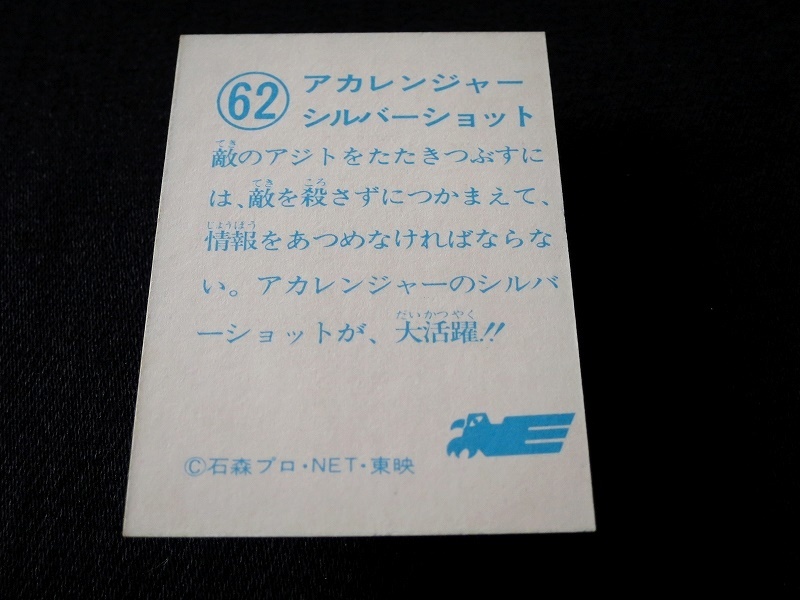 62 アカレンジャー
シルバーショット
敵のアジトをたたきつぶすに
は、敵を殺さずにつかまえて、
情報をあつめなければならな
い。アカレンジャーのシルバ
ーショットが、大活躍!!
©石森プロ・NET・東映